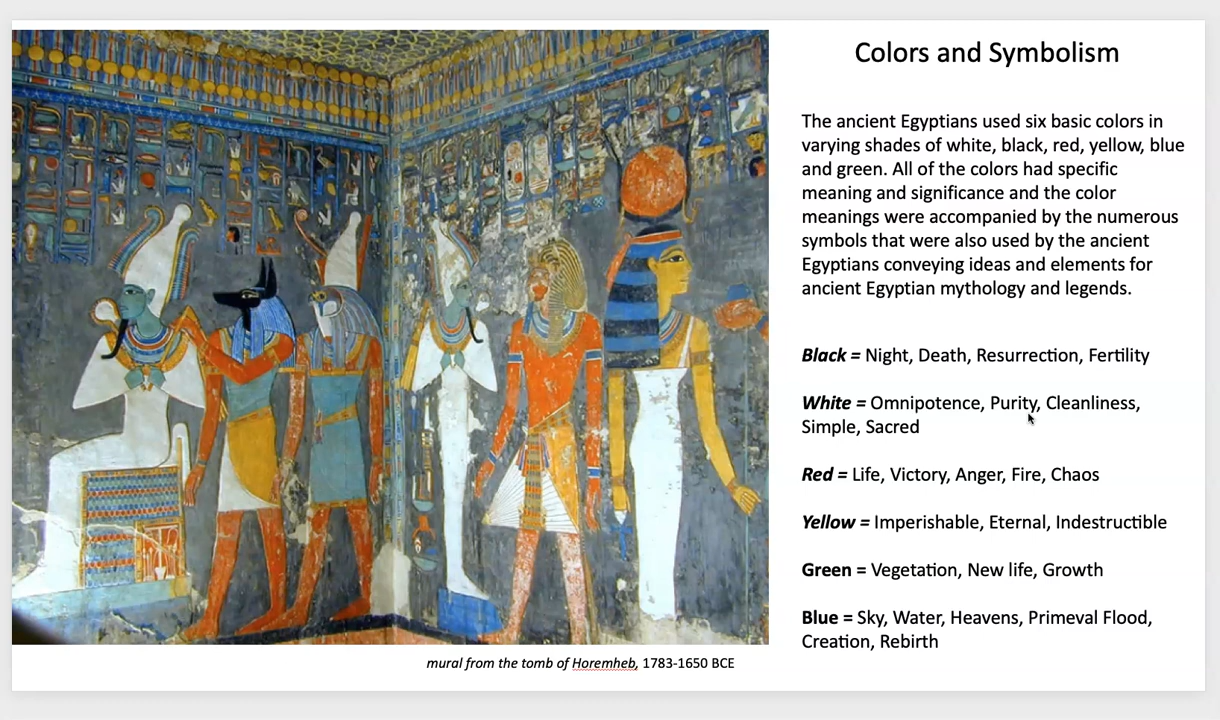 Colors and Symbolism
The ancient Egyptians used six basic colors in
varying shades of white, black, red, yellow, blue
and green. All of the colors had specific
meaning and significance and the color
meanings were accompanied by the numerous
symbols that were also used by the ancient
Egyptians conveying ideas and elements for
ancient Egyptian mythology and legends.
Black = Night, Death, Resurrection, Fertility
White = Omnipotence, Purity, Cleanliness,
Simple, Sacred
Red = Life, Victory, Anger, Fire, Chaos
Yellow = Imperishable, Eternal, Indestructible
Green = Vegetation, New life, Growth
Blue = Sky, Water, Heavens, Primeval Flood,
Creation, Rebirth
mural from the tomb of Horemheb, 1783-1650 BCE